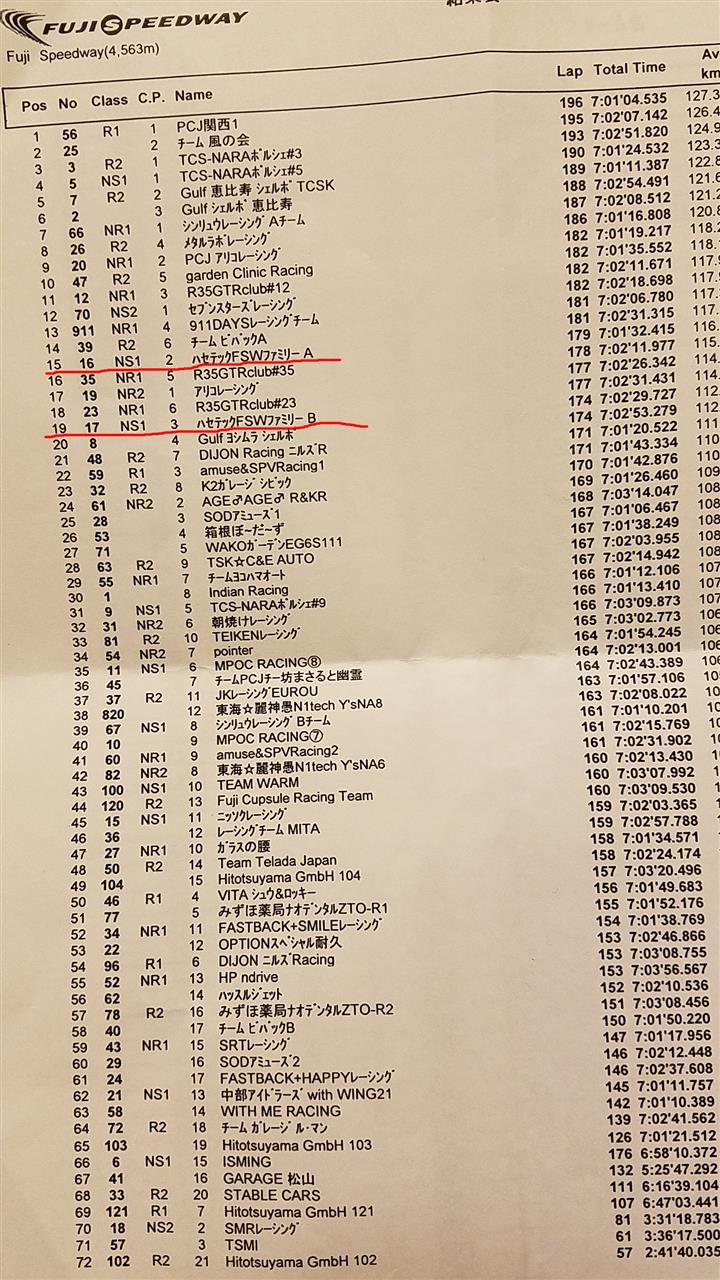 FUJI SPEEDWAY
Fuji Speedway(4,563m)
Pos No Class C.P. Name Lap Total Time
1 56 R1 1 PCJ関西1 196 7:01'04.535
2 25 2 チーム 風の会 195 7:02'07.142
3 3 R2 1 TCS-NARAポルシェ#3 193 7:02'51.820
4 5 NS1 1 TCS-NARAポルシェ#5 190 7:01'24.532
5 7 R2 2 Gulf 恵比寿 シェルポ TCSK 189 7:01'11.387
6 2 3 Gulf シェルポ 恵比寿 188 7:02'54.491
7 66 NR1 1 シンリュウレーシング Aチーム 187 7:02'08.512
8 26 R2 4 メタルラボレーシング 186 7:01'16.808
9 20 NR1 2 PCJ アリコレーシング 182 7:01'19.217
10 47 R2 5 garden Clinic Racing 182 7:01'35.552
11 12 NR1 3 R35GTRclub#12 182 7:02'11.671
12 70 NS2 1 セブンスターズレーシング 182 7:02'18.698
13 911 NR1 4 911DAYSレーシングチーム 181 7:02'06.780
14 39 R2 6 チーム ビバックA 181 7:02'31.315
15 16 NS1 2 ハセテックFSWファミリー A 179 7:01'32.416
16 35 NR1 5 R35GTRclub#35 178 7:02'11.977
17 19 NR2 1 アリコレーシング 177 7:02'26.342
18 23 NR1 6 R35GTRclub#23 177 7:02'31.431
19 17 NS1 3 ハセテックFSWファミリー B 174 7:02'29.727
20 8 4 Gulf ヨシムラ シェルポ 174 7:02'53.279
21 48 R2 7 DIJON Racing ニルズR 171 7:01'20.522
22 59 R1 3 amuse&SPVRacing1 171 7:01'43.334
23 32 R2 8 K2ガレージ シビック 170 7:01'42.876
24 61 NR2 2 AGE♂AGE♂ R&KR 169 7:01'26.460
25 28 3 SODアミューズ1 168 7:03'14.047
26 53 4 箱根ぼ~だ~ず 167 7:01'06.467
27 71 5 WAKOガーデンEG6S111 167 7:01'38.249
28 63 R2 9 TSK☆C&E AUTO 167 7:02'03.955
29 55 NR1 7 チームヨコハマオート 167 7:02'14.942
30 1 8 Indian Racing 166 7:01'12.106
31 9 NS1 5 TCS-NARAポルシェ#9 166 7:01'13.410
32 31 NR2 6 朝焼けレーシング 166 7:03'09.873
33 81 R2 10 TEIKENレーシング 165 7:03'02.773
34 54 NR2 7 pointer 164 7:01'54.245
35 11 NS1 6 MPOC RACING⑧ 164 7:02'13.001
36 45 7 チームPCJチー坊まさると幽霊 164 7:02'43.389
37 37 R2 11 JKレーシングEUROU 163 7:01'57.106
38 820 12 東海☆麗神愚N1tech Y'sNA8 163 7:02'08.022
39 67 NS1 8 シンリュウレーシング Bチーム 161 7:01'10.201
40 10 9 MPOC RACING⑦ 161 7:02'15.769
41 60 NR1 9 amuse&SPVRacing2 161 7:02'31.902
42 82 NR2 8 東海☆麗神愚N1tech Y'sNA6 160 7:02'13.430
43 100 NS1 10 TEAM WARM 160 7:03'07.992
44 120 R2 13 Fuji Cupsule Racing Team 160 7:03'09.530
45 15 NS1 11 ニッソクレーシング 159 7:02'03.365
46 36 12 レーシングチーム MITA 159 7:02'57.788
47 27 NR1 10 ガラスの腰 158 7:01'34.571
48 50 R2 14 Team Telada Japan 158 7:02'24.174
49 104 15 Hitotsuyama GmbH 104 157 7:03'20.496
50 46 R1 4 VITA シュウ&ロッキー 156 7:01'49.683
51 77 5 みずほ薬局ナオデンタルZTO-R1 155 7:01'52.176
52 34 NR1 11 FASTBACK+SMILEレーシング 154 7:01'38.769
53 22 12 OPTIONスペシャル耐久 153 7:02'46.866
54 96 R1 6 DIJON ニルズRacing 153 7:03'08.755
55 52 NR1 13 HP ndrive 153 7:03'56.567
56 62 14 ハッスルジェット 152 7:02'10.536
57 78 R2 16 みずほ薬局ナオデンタルZTO-R2 151 7:03'08.456
58 40 17 チーム ビバックB 150 7:01'50.220
59 43 NR1 15 SRTレーシング 147 7:01'17.956
60 29 16 SODアミューズ2 146 7:02'12.448
61 24 17 FASTBACK+HAPPYレーシング 146 7:02'37.608
62 21 NS1 13 中部アイドラーズ with WING21 145 7:01'11.757
63 58 14 WITH ME RACING 142 7:01'10.389
64 72 R2 18 チーム ガレージ ル・マン 139 7:02'41.562
65 103 19 Hitotsuyama GmbH 103 126 7:01'21.512
66 6 NS1 15 ISMING 176 6:58'10.372
67 41 16 GARAGE 松山 132 5:25'47.292
68 33 R2 20 STABLE CARS 111 6:16'39.104
69 121 R1 7 Hitotsuyama GmbH 121 107 6:47'03.441
70 18 NS2 2 SMRレーシング 81 3:31'18.783
71 57 3 TSMI 61 3:36'17.500
72 102 R2 21 Hitotsuyama GmbH 102 57 2:41'40.035